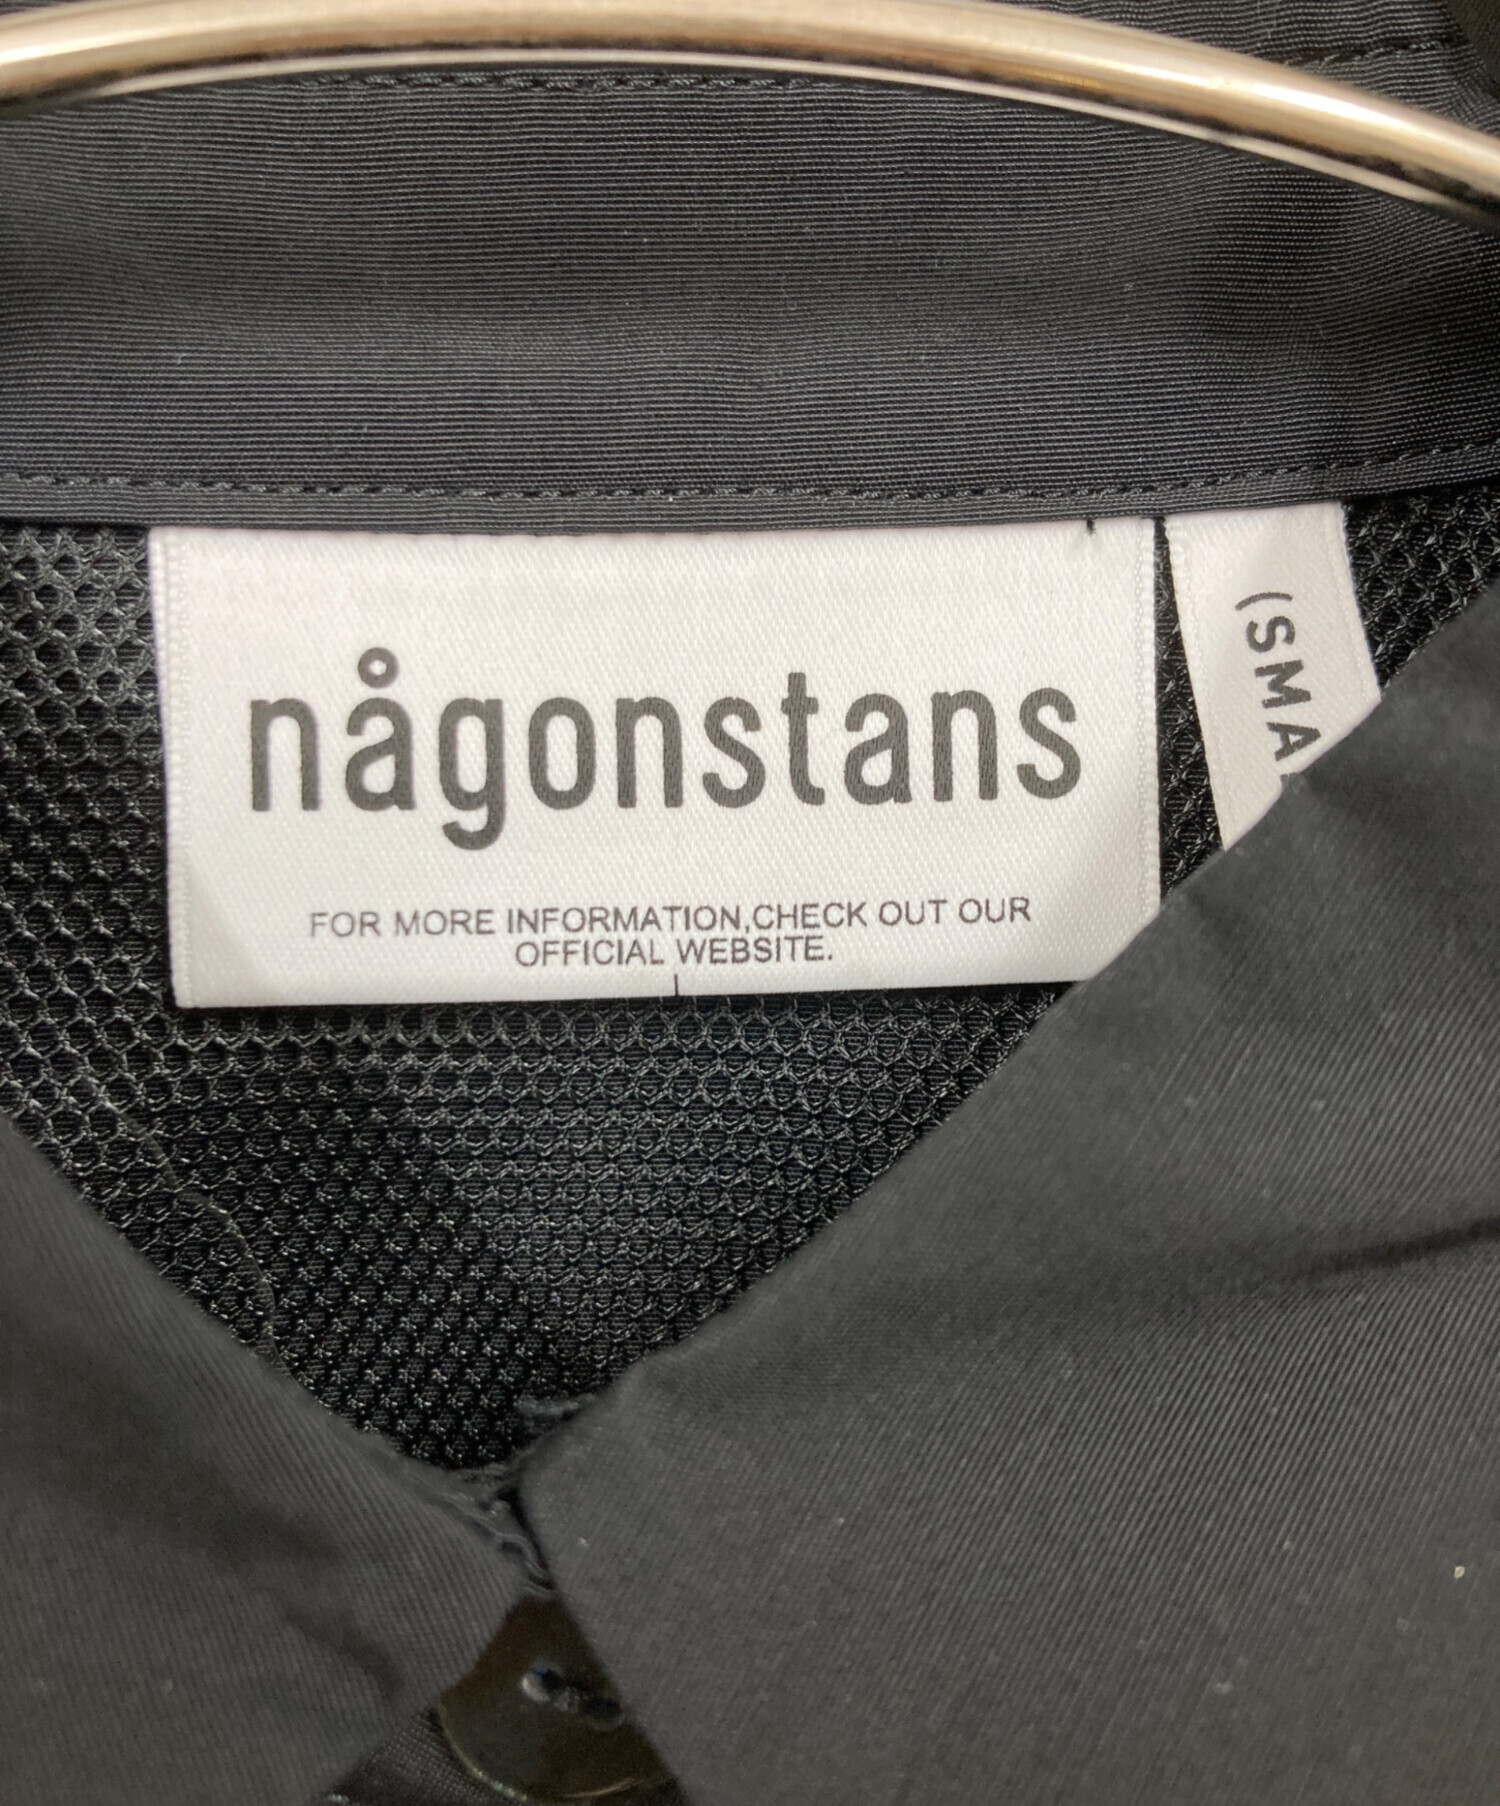 någonstans
FOR MORE INFORMATION,CHECK OUT OUR
OFFICIAL WEBSITE.
(SMA